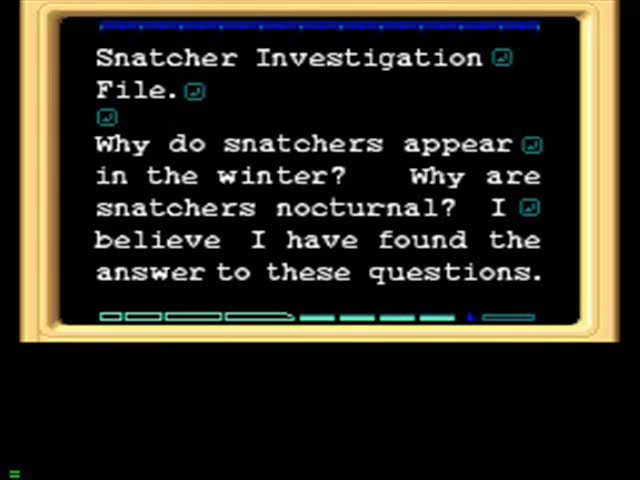 Snatcher Investigation
File.
Why do snatchers appear
in the winter? Why are
snatchers nocturnal? I
believe I have found the
answer to these questions.